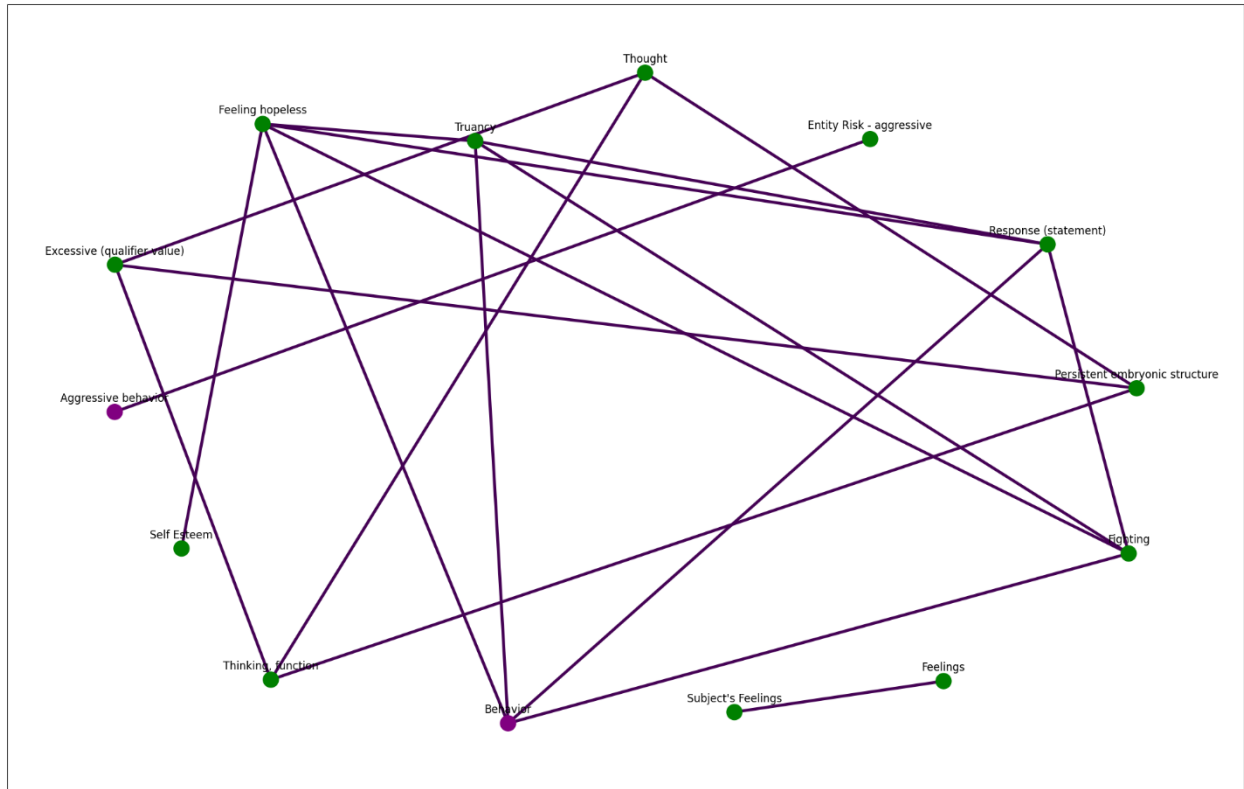 Thought
Feeling hopeless
Truancy
Entity Risk - aggressive
Response (statement)
Excessive (qualifier value)
Persistent embryonic structure
Aggressive behavior
Self Esteem
Fighting
Thinking, function
Feelings
Subject's Feelings
Behavior